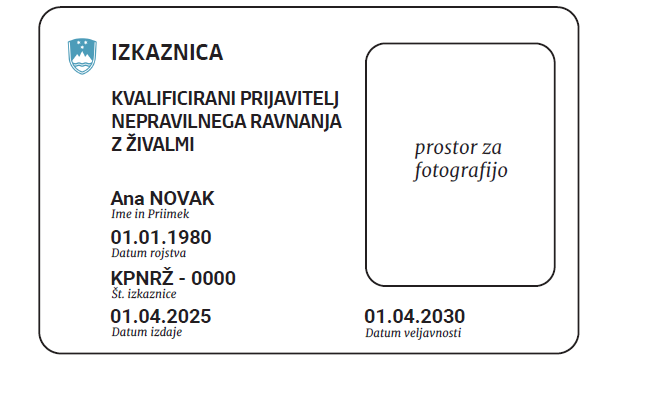 IZKAZNICA
KVALIFICIRANI PRIJAVITELJ
NEPRAVILNEGA RAVNANJA
Z ŽIVALMI
prostor za
fotografijo
Ana NOVAK
Ime in Priimek
01.01.1980
Datum rojstva
KPNRŽ - 0000
Št. izkaznice
01.04.2025
Datum izdaje
01.04.2030
Datum veljavnosti